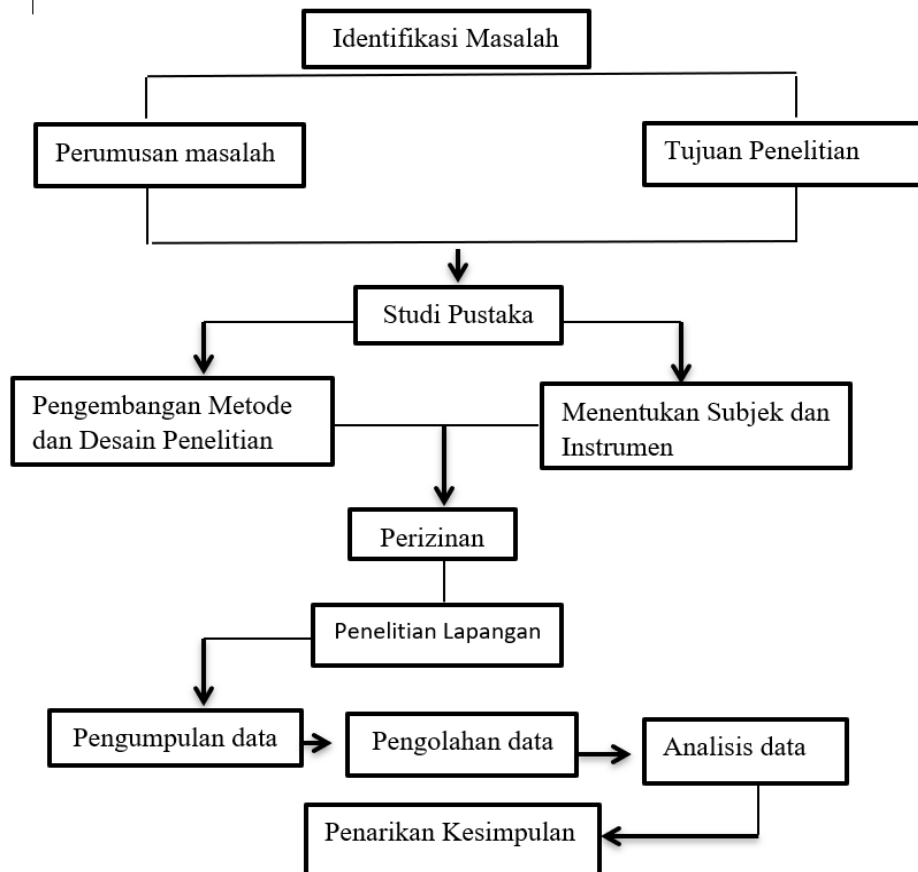 Identifikasi Masalah
Perumusan masalah
Tujuan Penelitian
Studi Pustaka
Pengembangan Metode
dan Desain Penelitian
Menentukan Subjek dan
Instrumen
Perizinan
Penelitian Lapangan
Pengumpulan data
Pengolahan data
Analisis data
Penarikan Kesimpulan